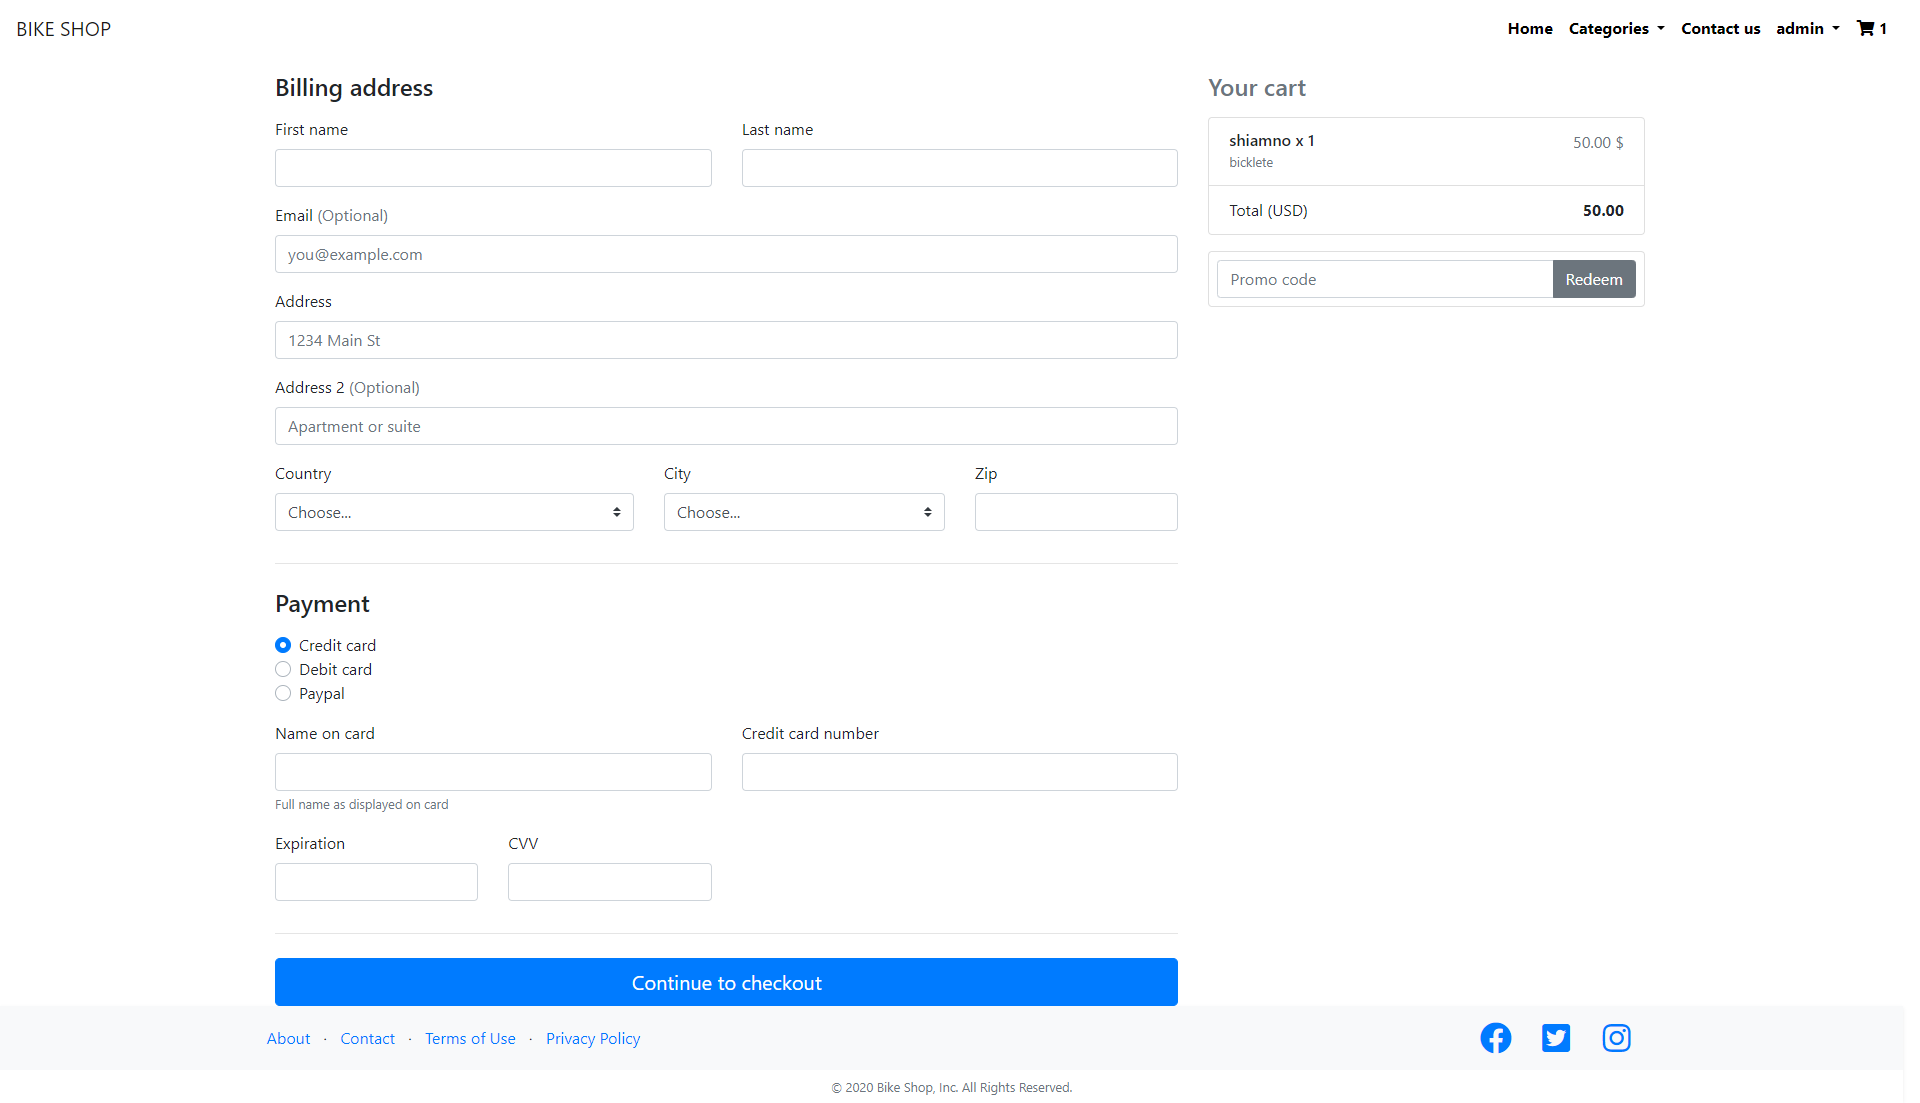 BIKE SHOP
Home Categories Contact us admin 1
Billing address
First name Last name
Email (Optional)
you@example.com
Address
1234 Main St
Address 2 (Optional)
Apartment or suite
Country City Zip
Choose... Choose...
Payment
Credit card
Debit card
Paypal
Name on card Credit card number
Full name as displayed on card
Expiration CVV
Continue to checkout
Your cart
shiamno x 1 50.00 $
bicklete
Total (USD) 50.00
Promo code Redeem
About · Contact · Terms of Use · Privacy Policy
© 2020 Bike Shop, Inc. All Rights Reserved.